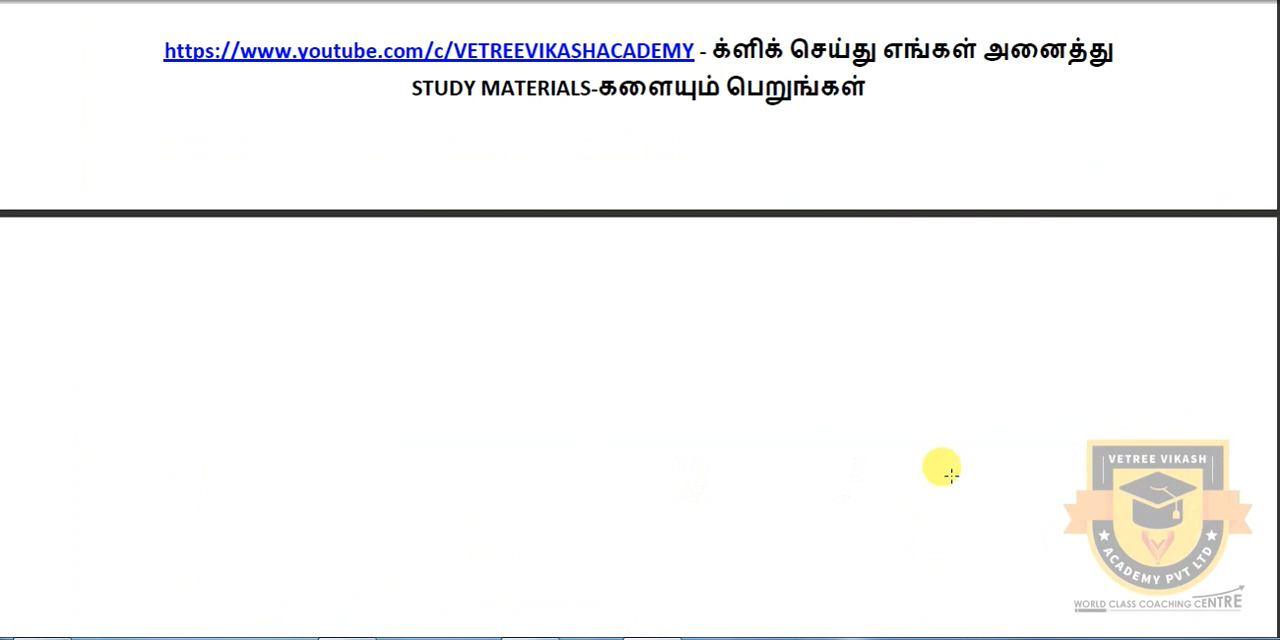 https://www.youtube.com/c/VETREEVIKASHACADEMY - க்ளிக் செய்து எங்கள் அனைத்து
STUDY MATERIALS-களையும் பெறுங்கள்
VETREE VIKASH
ACADEMY PVT LTD
WORLD CLASS COACHING CENTRE